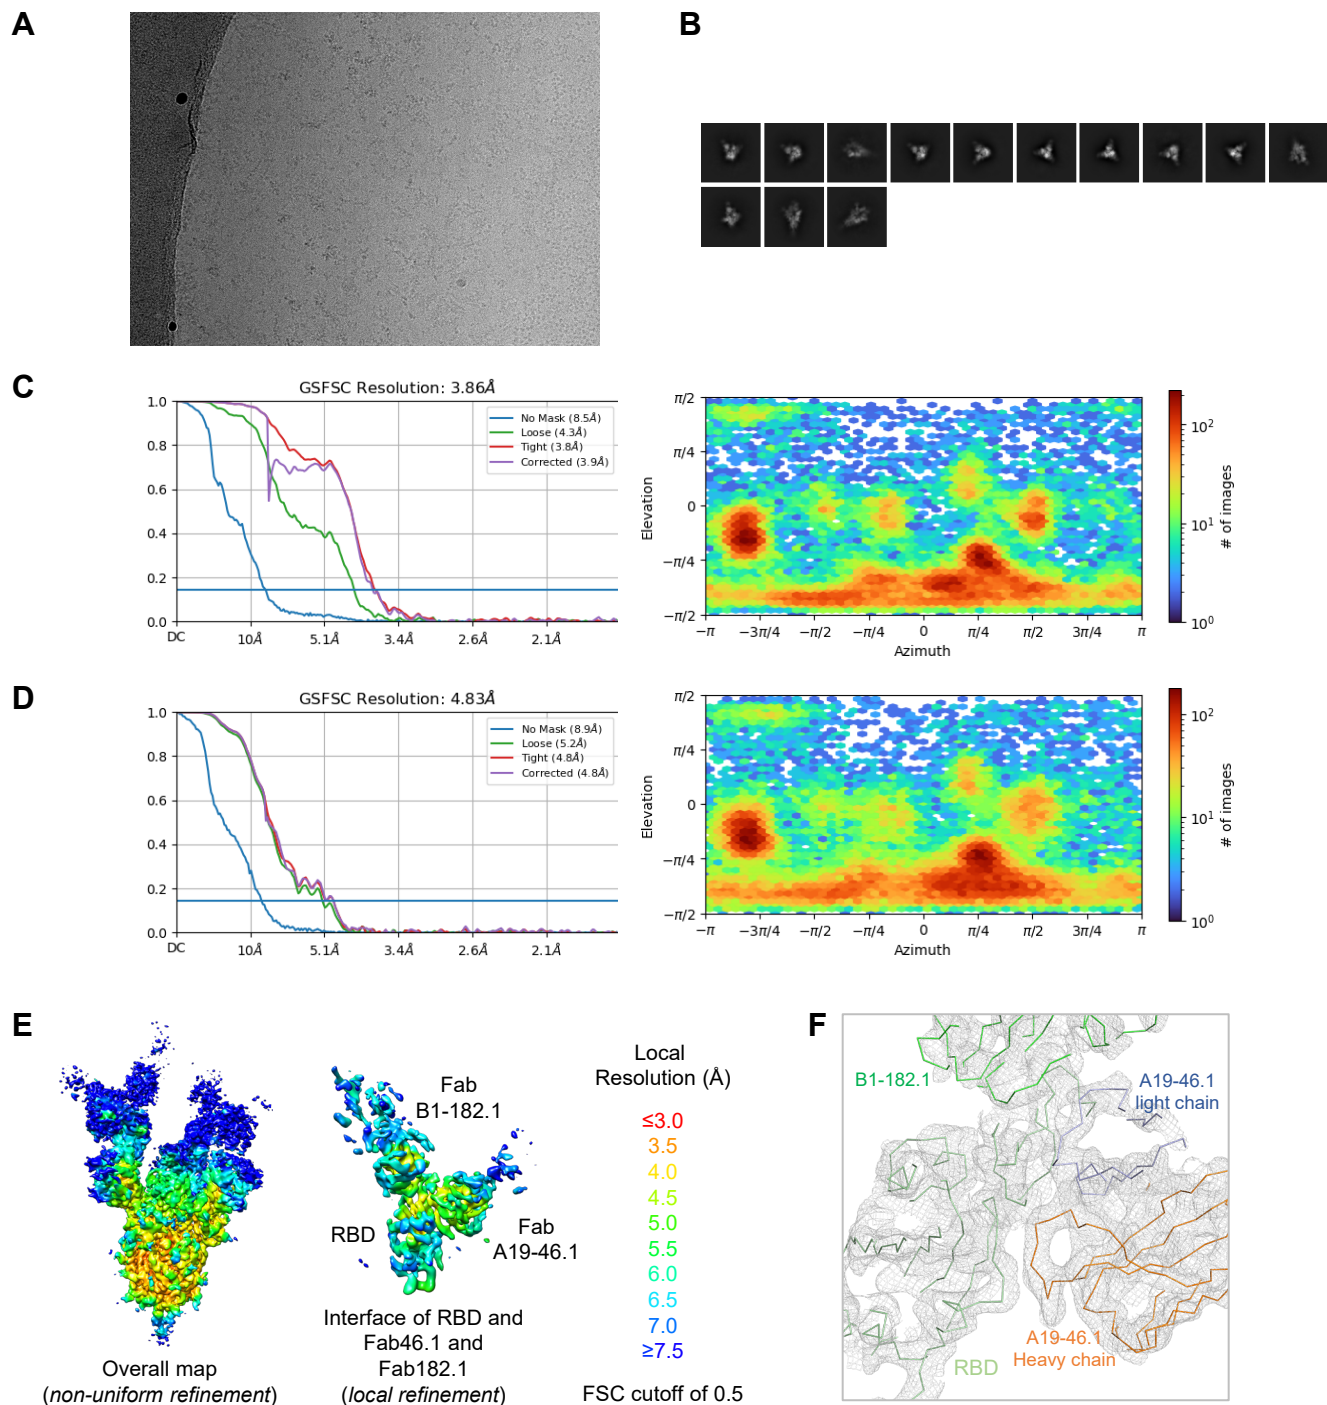 A
B
C
GSFSC Resolution: 3.86Å
1.0
0.8
0.6
0.4
0.2
0.0
DC
10Å
5.1Å
3.44Å
2.6Å
2.1Å
No Mask (8.5Å)
Loose (4.3Å)
Tight (3.8Å)
Corrected (3.9Å)
Elevation
π/2
π/4
0
−π/4
−π/2
−π
−3π/4
−π/2
−π/4
0
π/4
π/2
3π/4
π
Azimuth
10²
10¹
10⁰
# of images
D
GSFSC Resolution: 4.83Å
1.0
0.8
0.6
0.4
0.2
0.0
DC
10Å
5.1Å
3.44Å
2.6Å
2.1Å
No Mask (8.9Å)
Loose (5.2Å)
Tight (4.8Å)
Corrected (4.8Å)
Elevation
π/2
π/4
0
−π/4
−π/2
−π
−3π/4
−π/2
−π/4
0
π/4
π/2
3π/4
π
Azimuth
10²
10¹
10⁰
# of images
E
Overall map
(non-uniform refinement)
Fab
B1-182.1
RBD
Fab
A19-46.1
Interface of RBD and
Fab46.1 and
Fab182.1
(local refinement)
Local
Resolution (Å)
≤3.0
3.5
4.0
4.5
5.0
5.5
6.0
6.5
7.0
≥7.5
FSC cutoff of 0.5
F
B1-182.1
A19-46.1
light chain
A19-46.1
Heavy chain
RBD